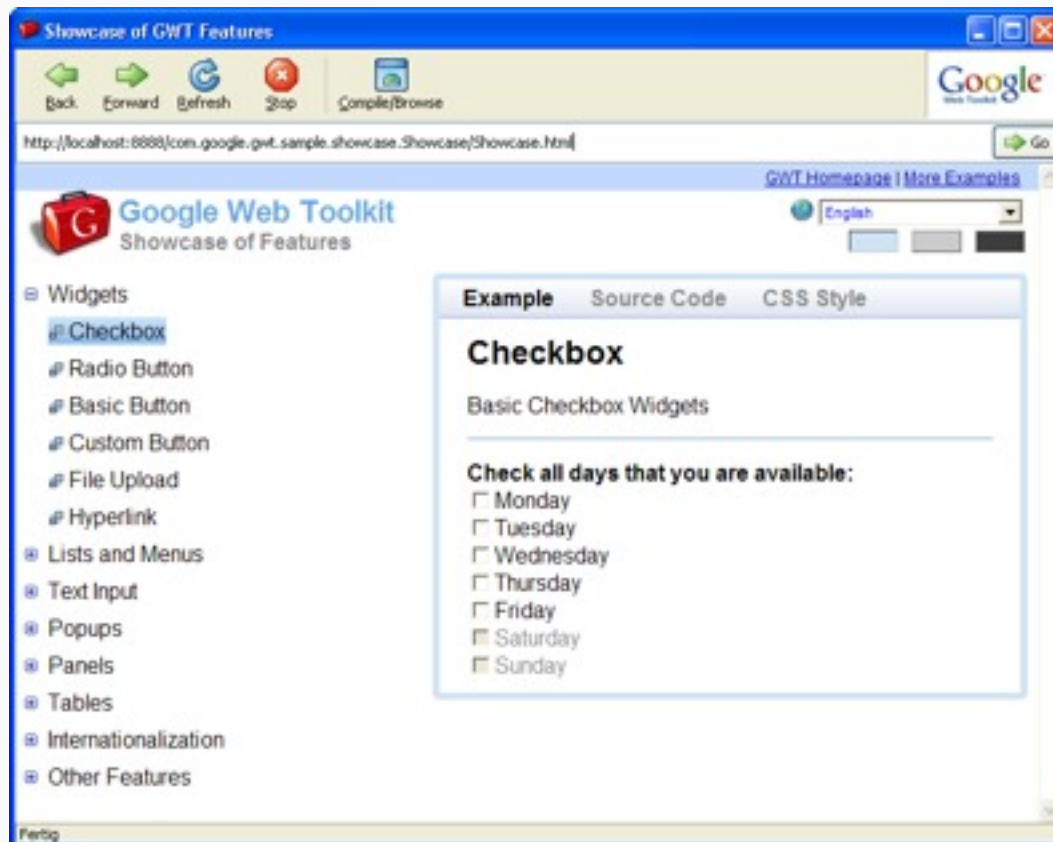 Showcase of GWT Features
Back Forward Refresh Stop Compile/Browse
Google
Web Toolkit
http://localhost:8888/com.google.gwt.sample.showcase.Showcase/Showcase.html
Go
GWT Homepage | More Examples
G
Google Web Toolkit
Showcase of Features
English
Widgets
Checkbox
Radio Button
Basic Button
Custom Button
File Upload
Hyperlink
Lists and Menus
Text Input
Popups
Panels
Tables
Internationalization
Other Features
Example Source Code CSS Style
Checkbox
Basic Checkbox Widgets
Check all days that you are available:
Monday
Tuesday
Wednesday
Thursday
Friday
Saturday
Sunday
Fertig